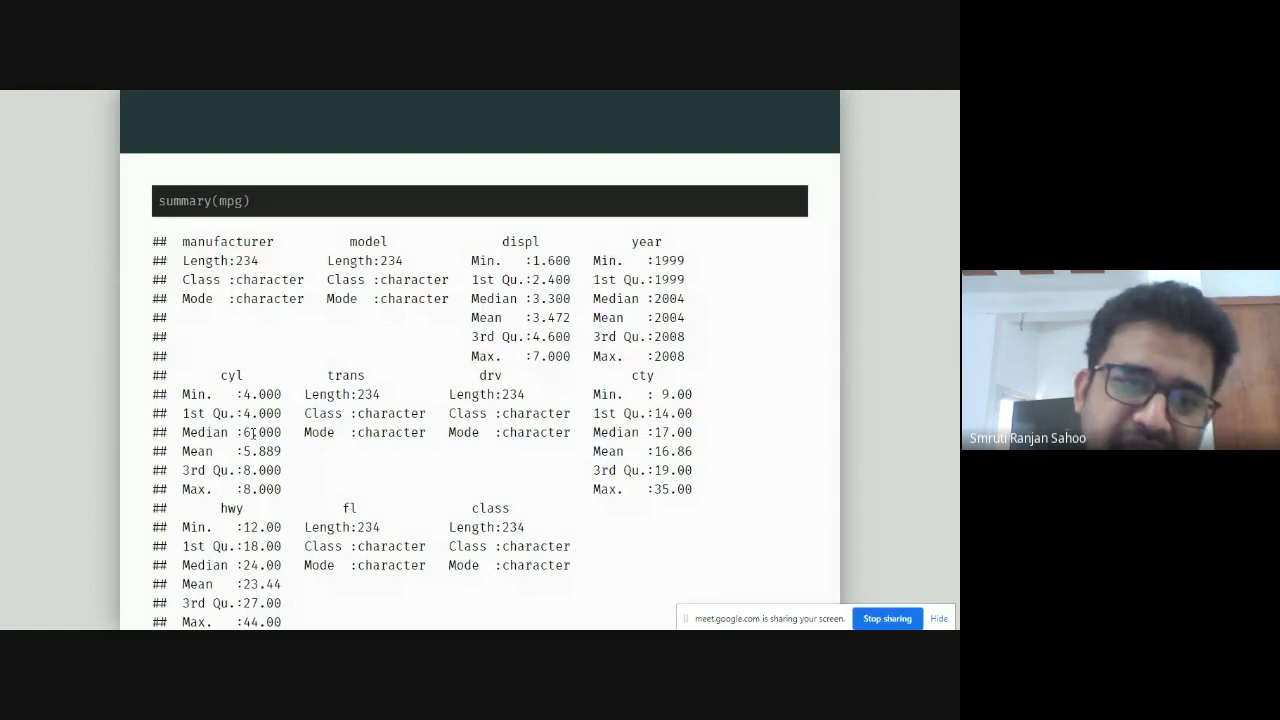 summary(mpg)
##  manufacturer          model               displ            year
##  Length:234         Length:234         Min.   :1.600   Min.   :1999
##  Class :character   Class :character   1st Qu.:2.400   1st Qu.:1999
##  Mode  :character   Mode  :character   Median :3.300   Median :2004
##                                        Mean   :3.472   Mean   :2004
##                                        3rd Qu.:4.600   3rd Qu.:2008
##                                        Max.   :7.000   Max.   :2008
##       cyl           trans               drv                 cty
##  Min.   :4.000   Length:234         Length:234         Min.   : 9.00
##  1st Qu.:4.000   Class :character   Class :character   1st Qu.:14.00
##  Median :6.000   Mode  :character   Mode  :character   Median :17.00
##  Mean   :5.889                                         Mean   :16.86
##  3rd Qu.:8.000                                         3rd Qu.:19.00
##  Max.   :8.000                                         Max.   :35.00
##       hwy             fl               class
##  Min.   :12.00   Length:234         Length:234
##  1st Qu.:18.00   Class :character   Class :character
##  Median :24.00   Mode  :character   Mode  :character
##  Mean   :23.44
##  3rd Qu.:27.00
##  Max.   :44.00
meet.google.com is sharing your screen. Stop sharing Hide
Smruti Ranjan Sahoo